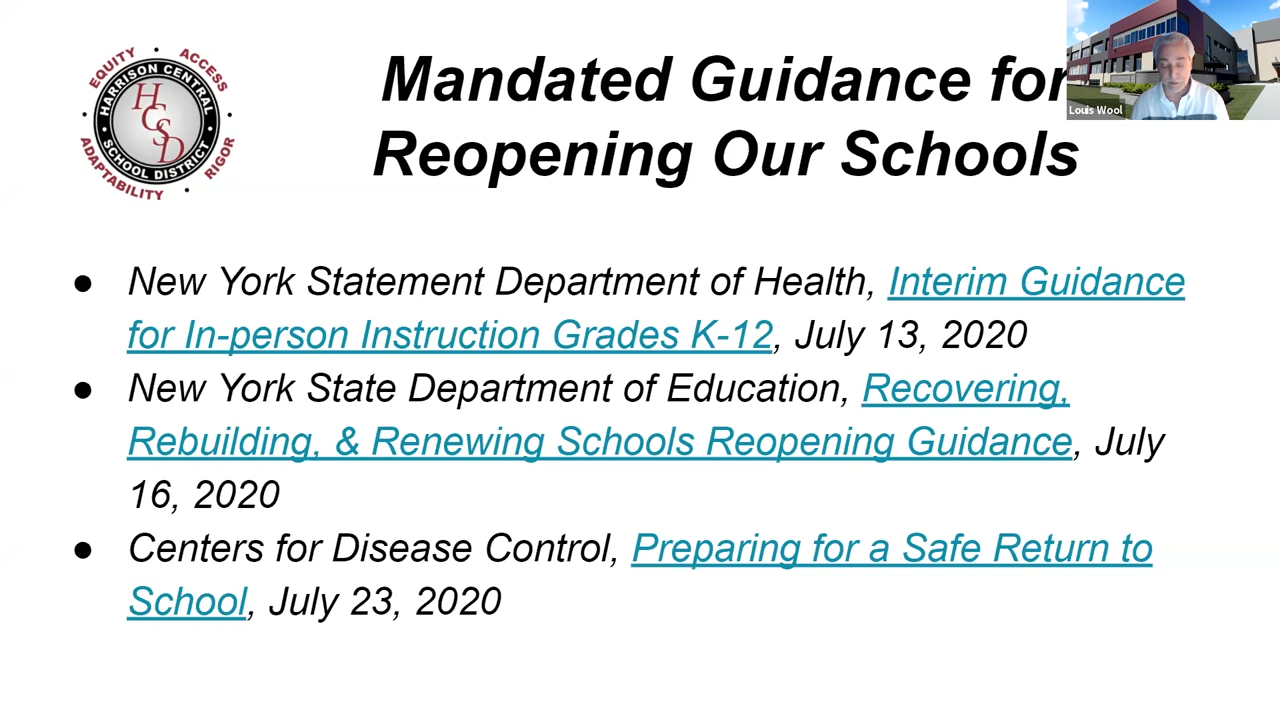 EQUITY • ACCESS • RIGOR • ADAPTABILITY
HARRISON CENTRAL • SCHOOL DISTRICT •
HCSD
Mandated Guidance for
Reopening Our Schools
Louis Wool
● New York Statement Department of Health, Interim Guidance
for In-person Instruction Grades K-12, July 13, 2020
● New York State Department of Education, Recovering,
Rebuilding, & Renewing Schools Reopening Guidance, July
16, 2020
● Centers for Disease Control, Preparing for a Safe Return to
School, July 23, 2020